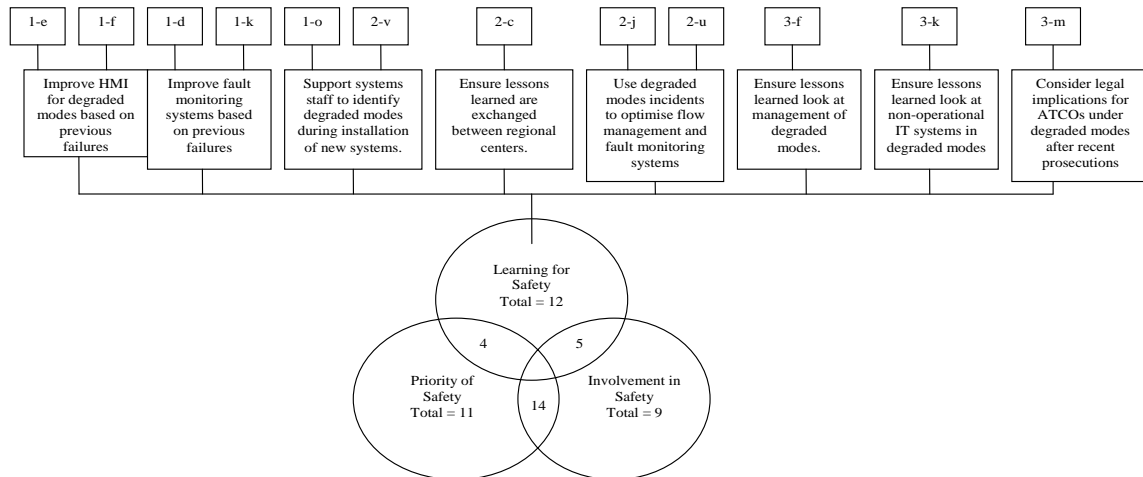 1-e
1-f
1-d
1-k
1-o
2-v
2-c
2-j
2-u
3-f
3-k
3-m
Improve HMI
for degraded
modes based on
previous
failures
Improve fault
monitoring
systems based
on previous
failures
Support systems
staff to identify
degraded modes
during installation
of new systems.
Ensure lessons
learned are
exchanged
between regional
centers.
Use degraded
modes incidents
to optimise flow
management and
fault monitoring
systems
Ensure lessons
learned look at
management of
degraded
modes.
Ensure lessons
learned look at
non-operational
IT systems in
degraded modes
Consider legal
implications for
ATCOs under
degraded modes
after recent
prosecutions
Learning for
Safety
Total = 12
4
5
Priority of
Safety
Total = 11
14
Involvement in
Safety
Total = 9